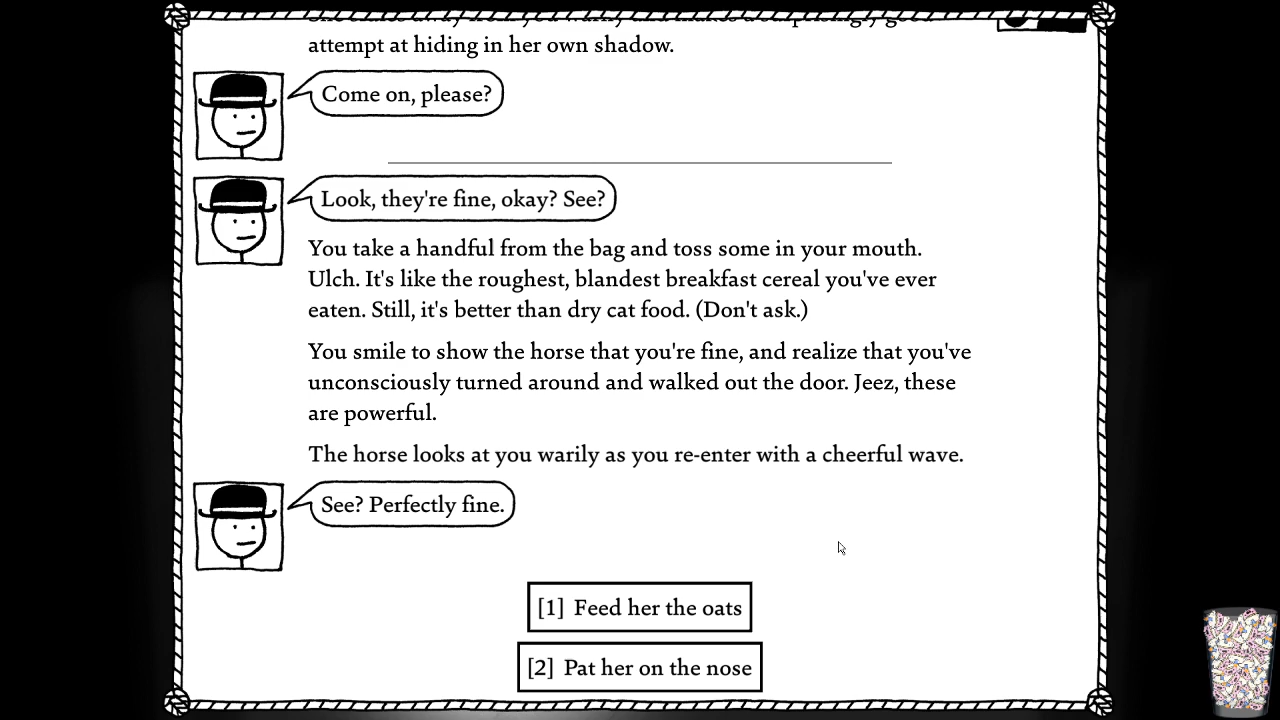 attempt at hiding in her own shadow.
Come on, please?
Look, they're fine, okay? See?
You take a handful from the bag and toss some in your mouth.
Ulch. It's like the roughest, blandest breakfast cereal you've ever
eaten. Still, it's better than dry cat food. (Don't ask.)
You smile to show the horse that you're fine, and realize that you've
unconsciously turned around and walked out the door. Jeez, these
are powerful.
The horse looks at you warily as you re-enter with a cheerful wave.
See? Perfectly fine.
[1] Feed her the oats
[2] Pat her on the nose